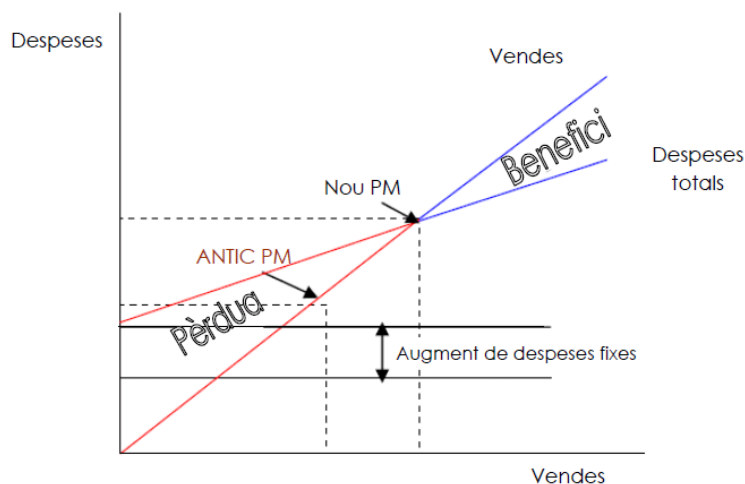 Despeses
Vendes
Benefici
Despeses
totals
Nou PM
ANTIC PM
Pèrdua
Augment de despeses fixes
Vendes